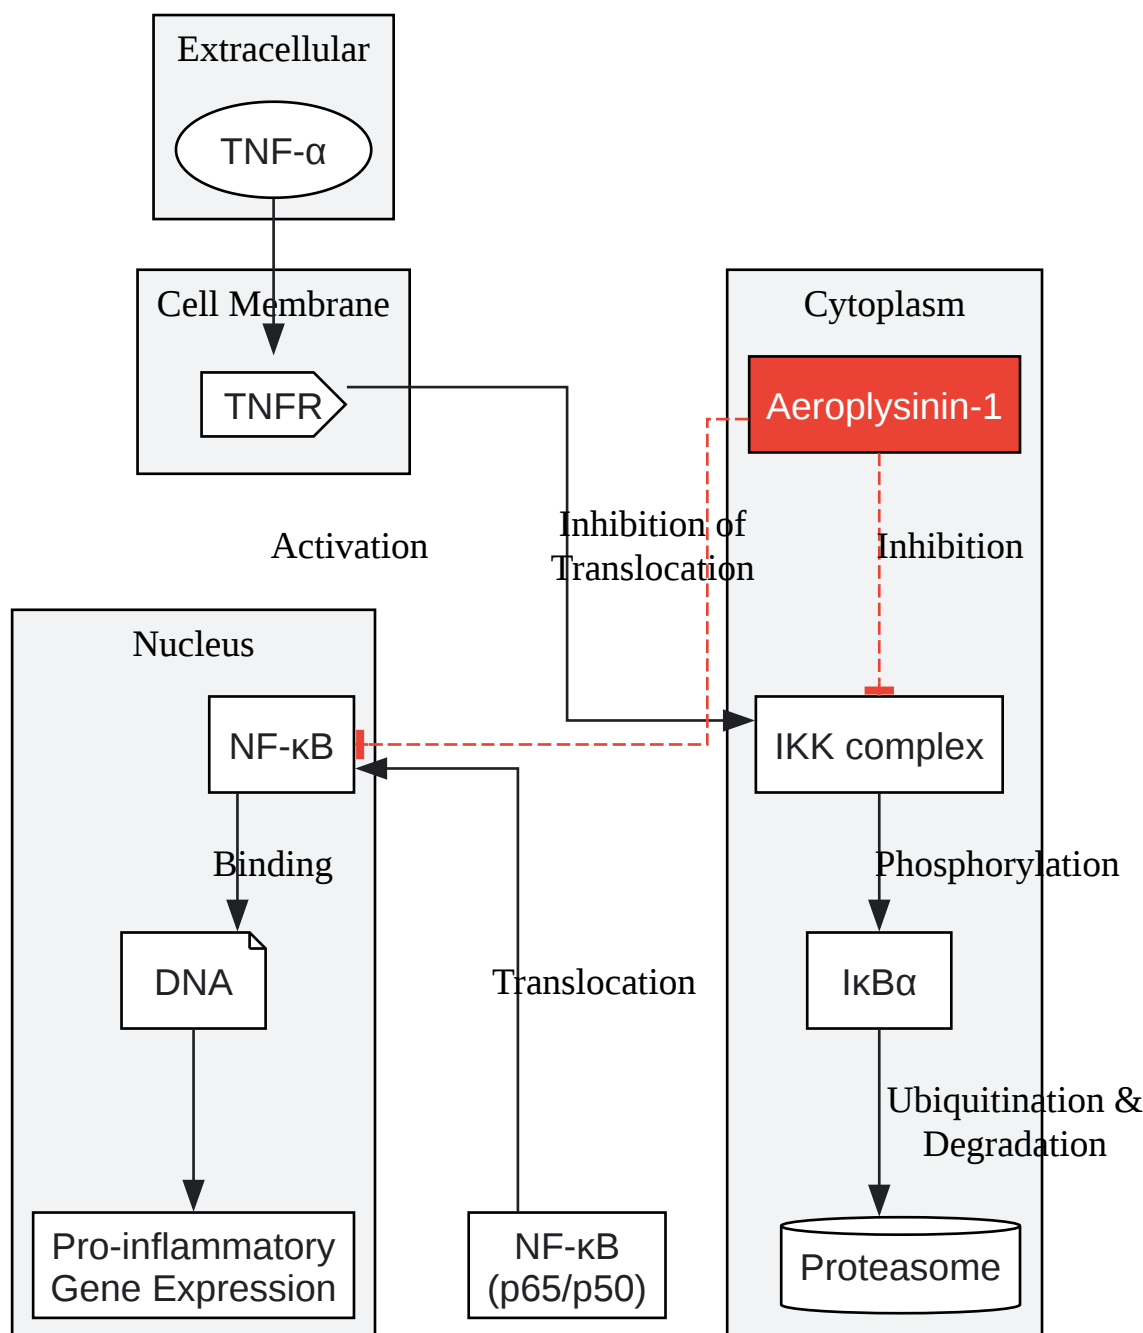 Extracellular
TNF-α
Cell Membrane
TNFR
Cytoplasm
Aeroplysinin-1
Activation
Inhibition of
Translocation
Inhibition
Nucleus
NF-κB
IKK complex
Binding
Phosphorylation
DNA
Translocation
IκBα
Ubiquitination &
Degradation
Pro-inflammatory
Gene Expression
NF-κB
(p65/p50)
Proteasome